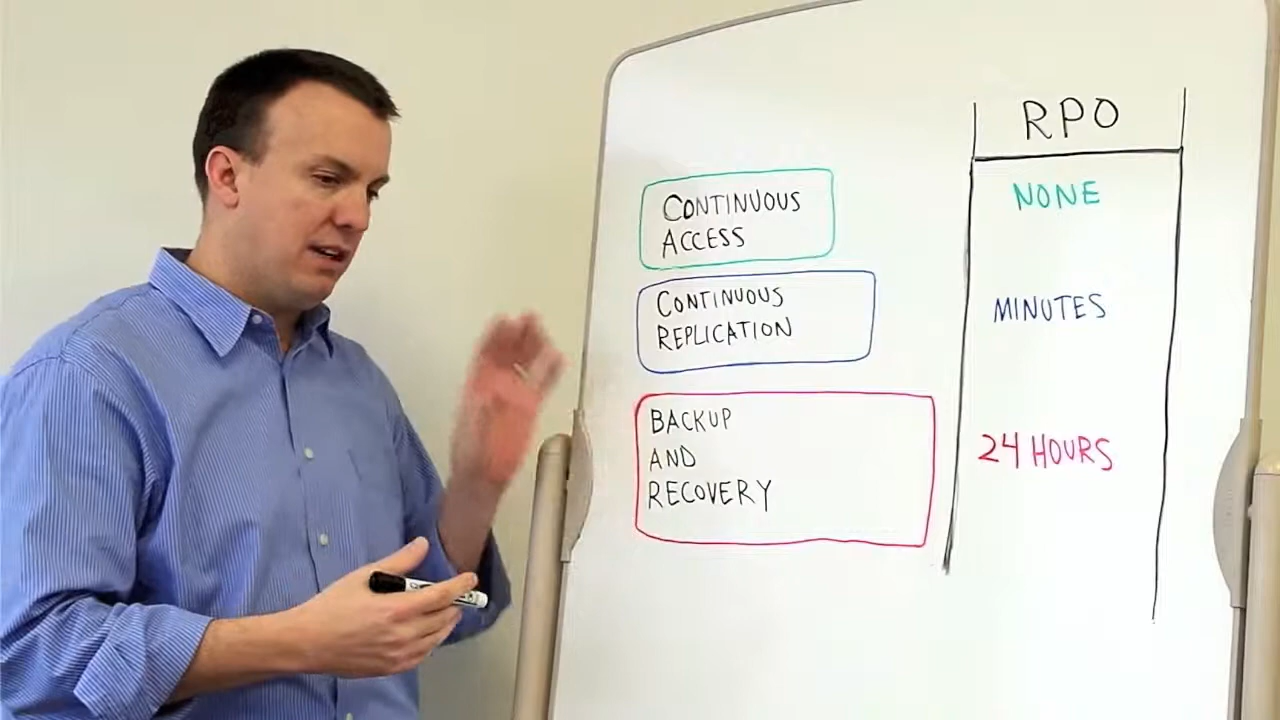 RPO
CONTINUOUS
ACCESS
NONE
CONTINUOUS
REPLICATION
MINUTES
BACKUP
AND
RECOVERY
24 HOURS